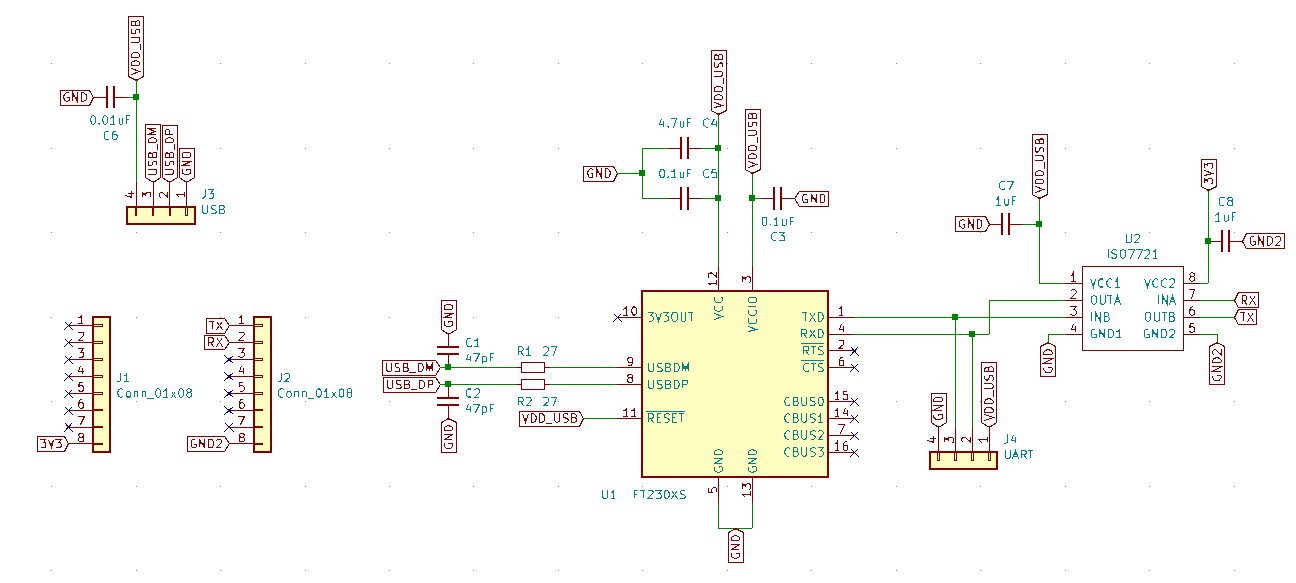 VDD_USB
GND
0.01uF
C6
USB_DM
USB_DP
GND
4
3
2
1
J3
USB
1
2
3
4
5
6
7
8
3V3
J1
Conn_01x08
TX
RX
GND2
1
2
3
4
5
6
7
8
J2
Conn_01x08
GND
C1
47pF
USB_DM
USB_DP
C2
47pF
GND
R1 27
R2 27
VDD_USB
VDD_USB
VDD_USB
4.7uF C4
GND
0.1uF C5
GND
0.1uF
C3
12
3
VCC
VCCIO
10
3V3OUT
9
USBDM
8
USBDP
11
RESET
TXD
1
RXD
4
RTS
2
CTS
6
CBUS0
15
CBUS1
14
CBUS2
7
CBUS3
16
GND
GND
5
13
U1 FT230XS
GND
GND
VDD_USB
4
3
2
1
J4
UART
VDD_USB
C7
1uF
GND
3V3
C8
1uF
GND2
U2
ISO7721
1
VCC1
VCC2
8
2
OUTA
INA
7
RX
3
INB
OUTB
6
TX
4
GND1
GND2
5
GND
GND2